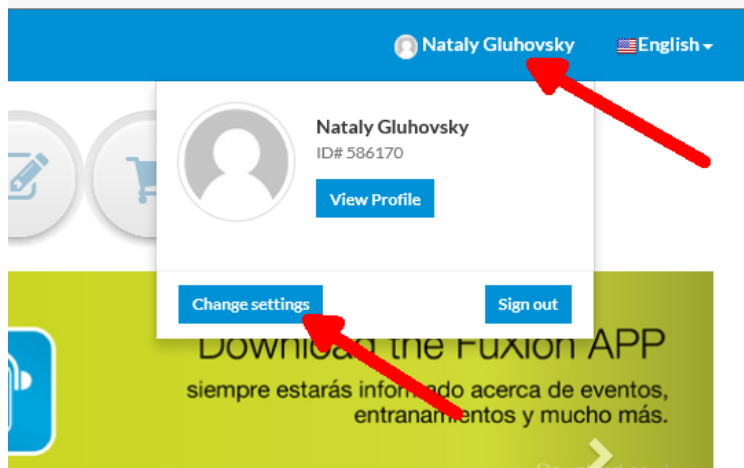 Nataly Gluhovsky
English
Nataly Gluhovsky
ID# 586170
View Profile
Change settings
Sign out
Download the FuXion APP
siempre estarás informado acerca de eventos,
entranamientos y mucho más.